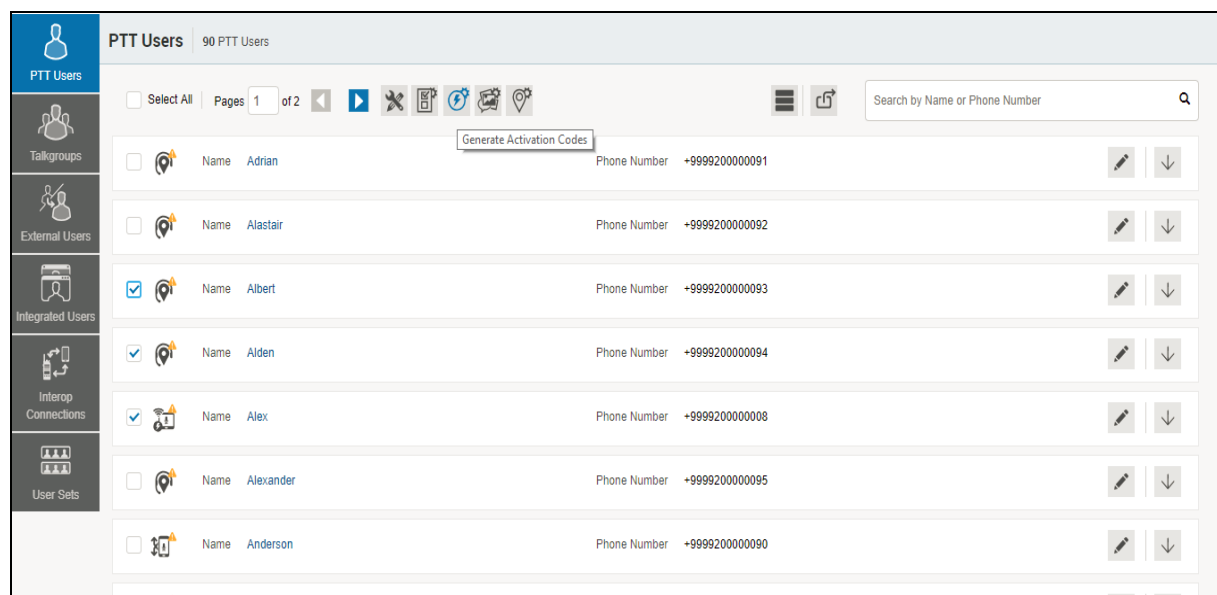 PTT Users
Talkgroups
External Users
Integrated Users
Interop
Connections
User Sets
PTT Users 90 PTT Users
Select All Pages 1 of 2 Search by Name or Phone Number
Generate Activation Codes
Name Adrian Phone Number +9999200000091
Name Alastair Phone Number +9999200000092
Name Albert Phone Number +9999200000093
Name Alden Phone Number +9999200000094
Name Alex Phone Number +9999200000008
Name Alexander Phone Number +9999200000095
Name Anderson Phone Number +9999200000090